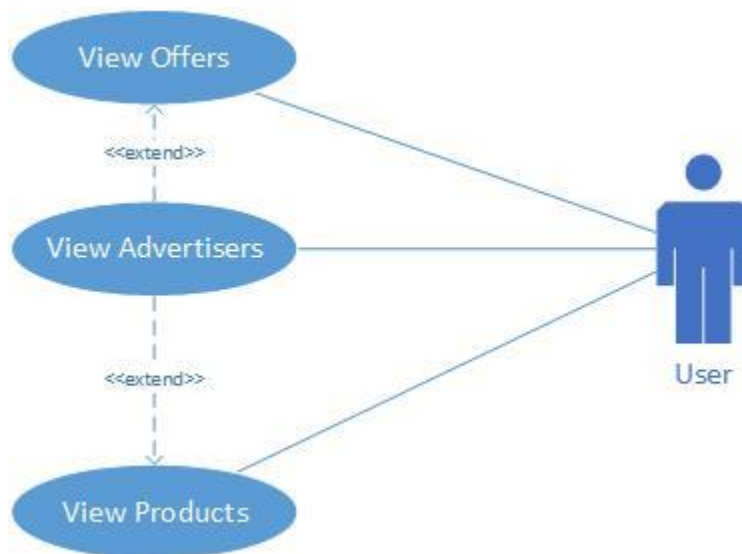 View Offers
<<extend>>
View Advertisers
<<extend>>
User
View Products